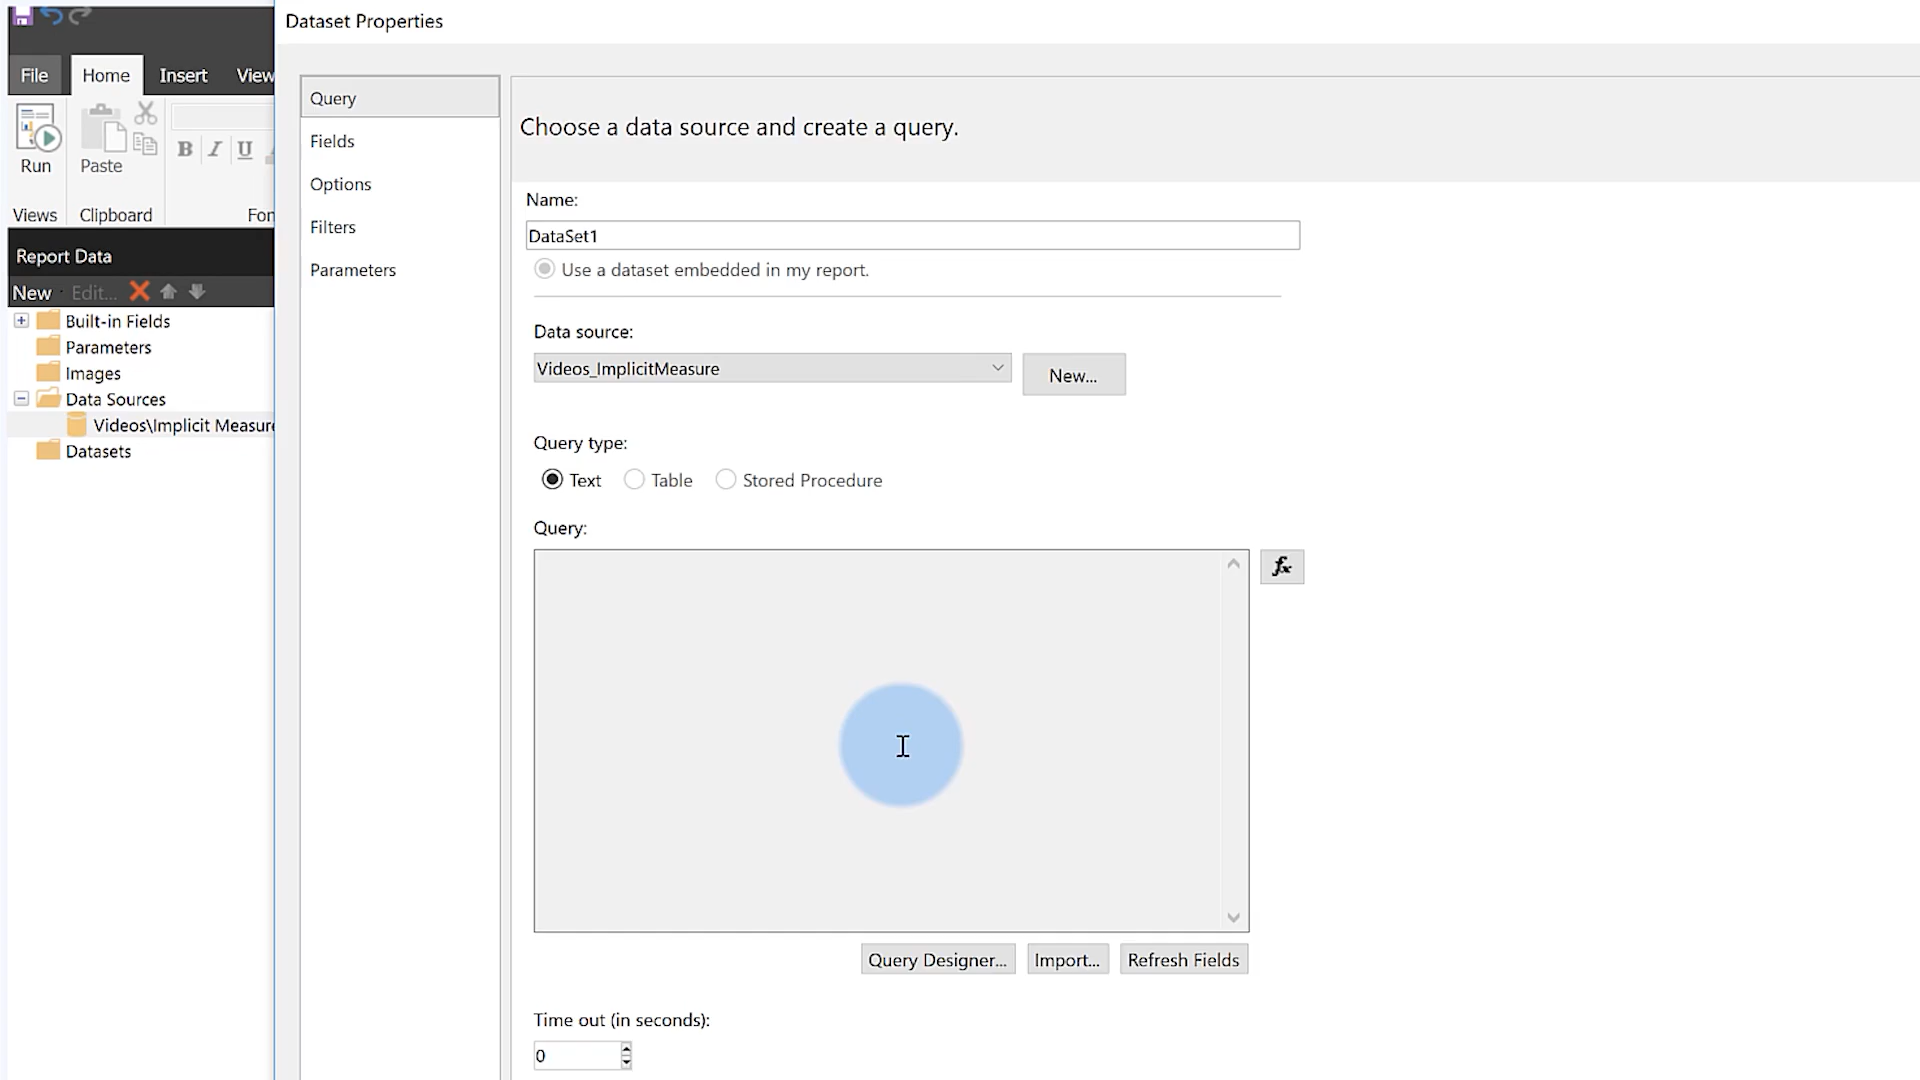 Dataset Properties
File Home Insert View
Run
Paste
B I U
Views Clipboard
Report Data
New Edit...
Built-in Fields
Parameters
Images
Data Sources
Videos\Implicit Measure
Datasets
Query
Fields
Options
Filters
Parameters
Choose a data source and create a query.
Name:
DataSet1
Use a dataset embedded in my report.
Data source:
Videos_ImplicitMeasure
New...
Query type:
Text Table Stored Procedure
Query:
fx
Query Designer... Import... Refresh Fields
Time out (in seconds):
0